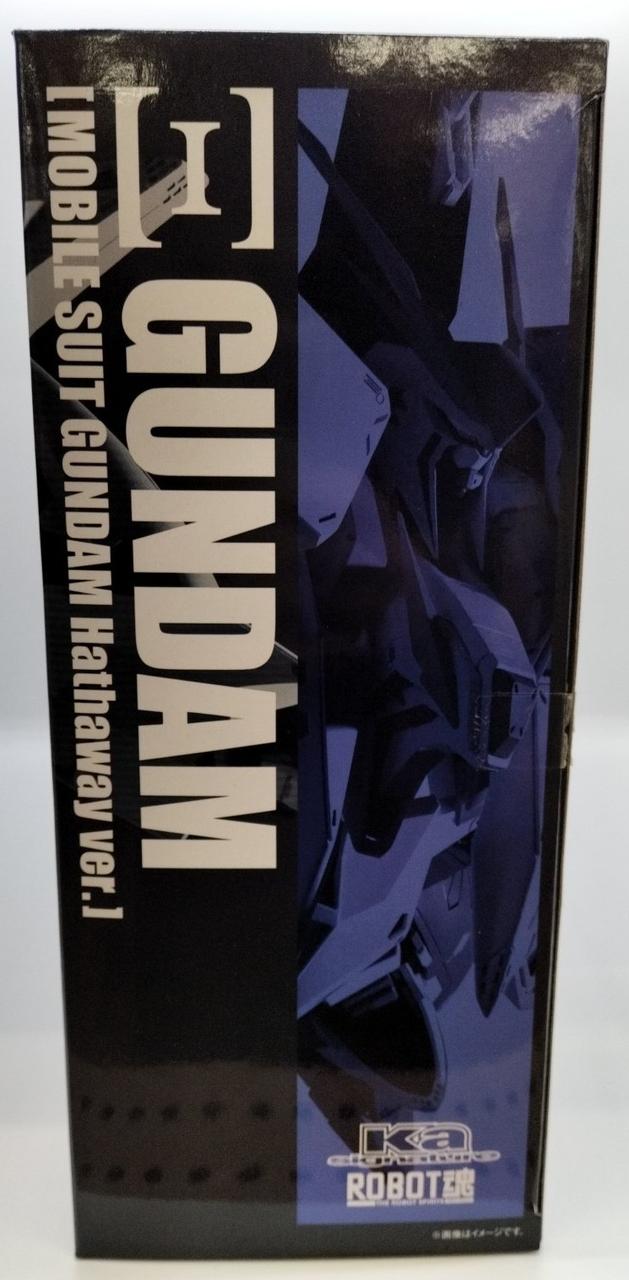 [Ξ] GUNDAM
[MOBILE SUIT GUNDAM Hathaway ver.]
Ka
signature
ROBOT魂
THE ROBOT SPIRITS
※画像はイメージです。